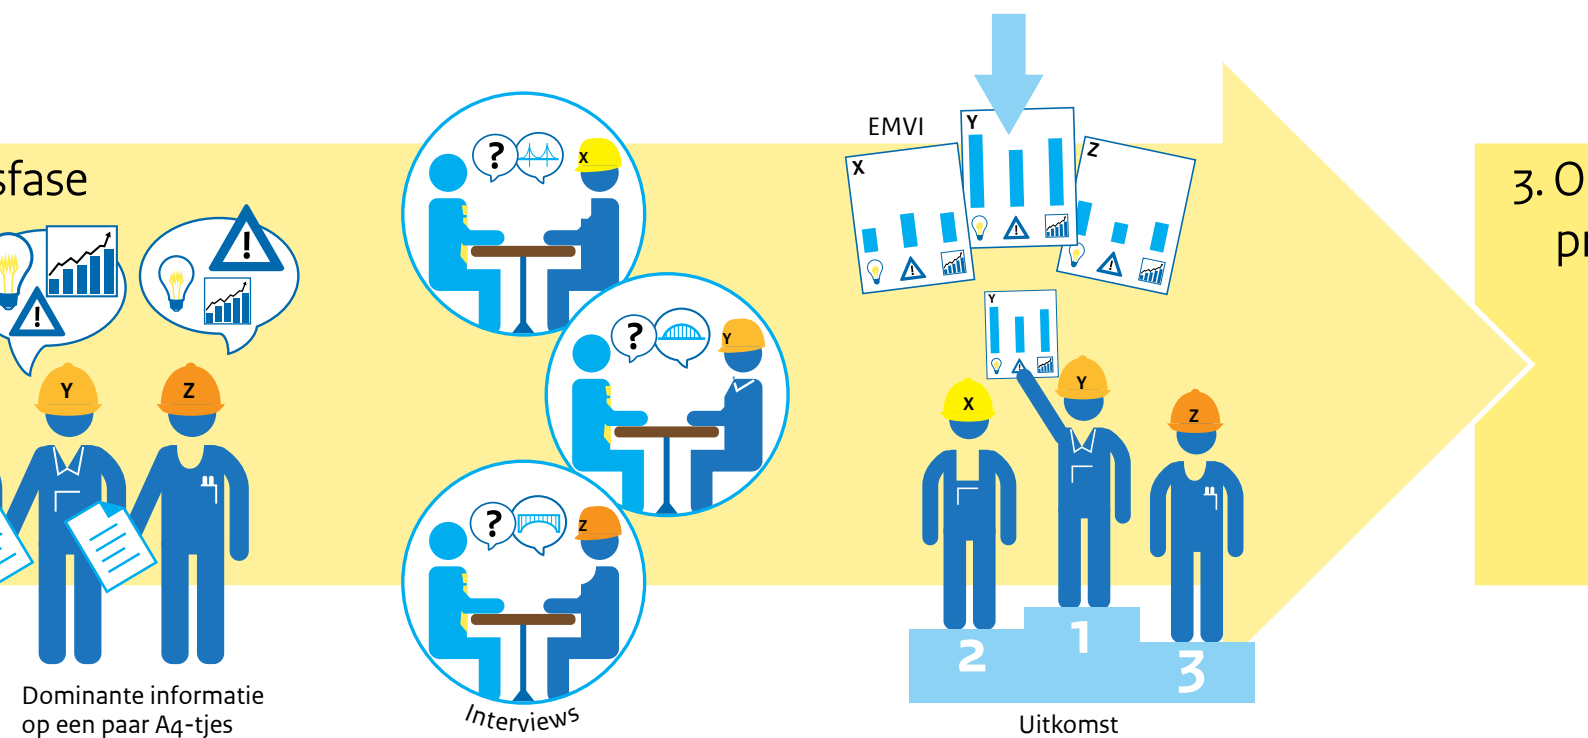 sfase
Y
Z
Dominante informatie
op een paar A4-tjes
?
X
?
Y
?
Z
Interviews
EMVI
X
Y
Z
Y
X
Y
Z
2
1
3
Uitkomst
3. O
pr